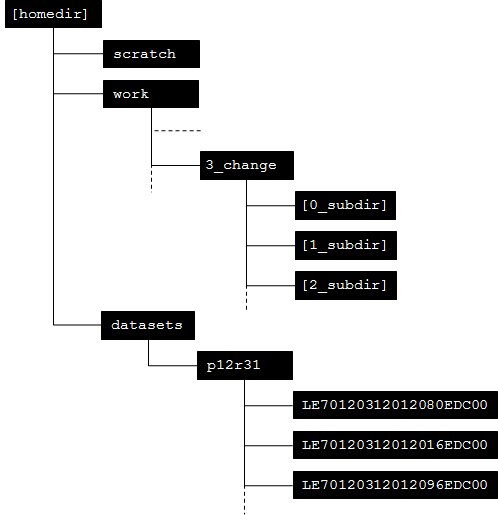 [homedir]
scratch
work
3_change
[0_subdir]
[1_subdir]
[2_subdir]
datasets
p12r31
LE70120312012080EDC00
LE70120312012016EDC00
LE70120312012096EDC00